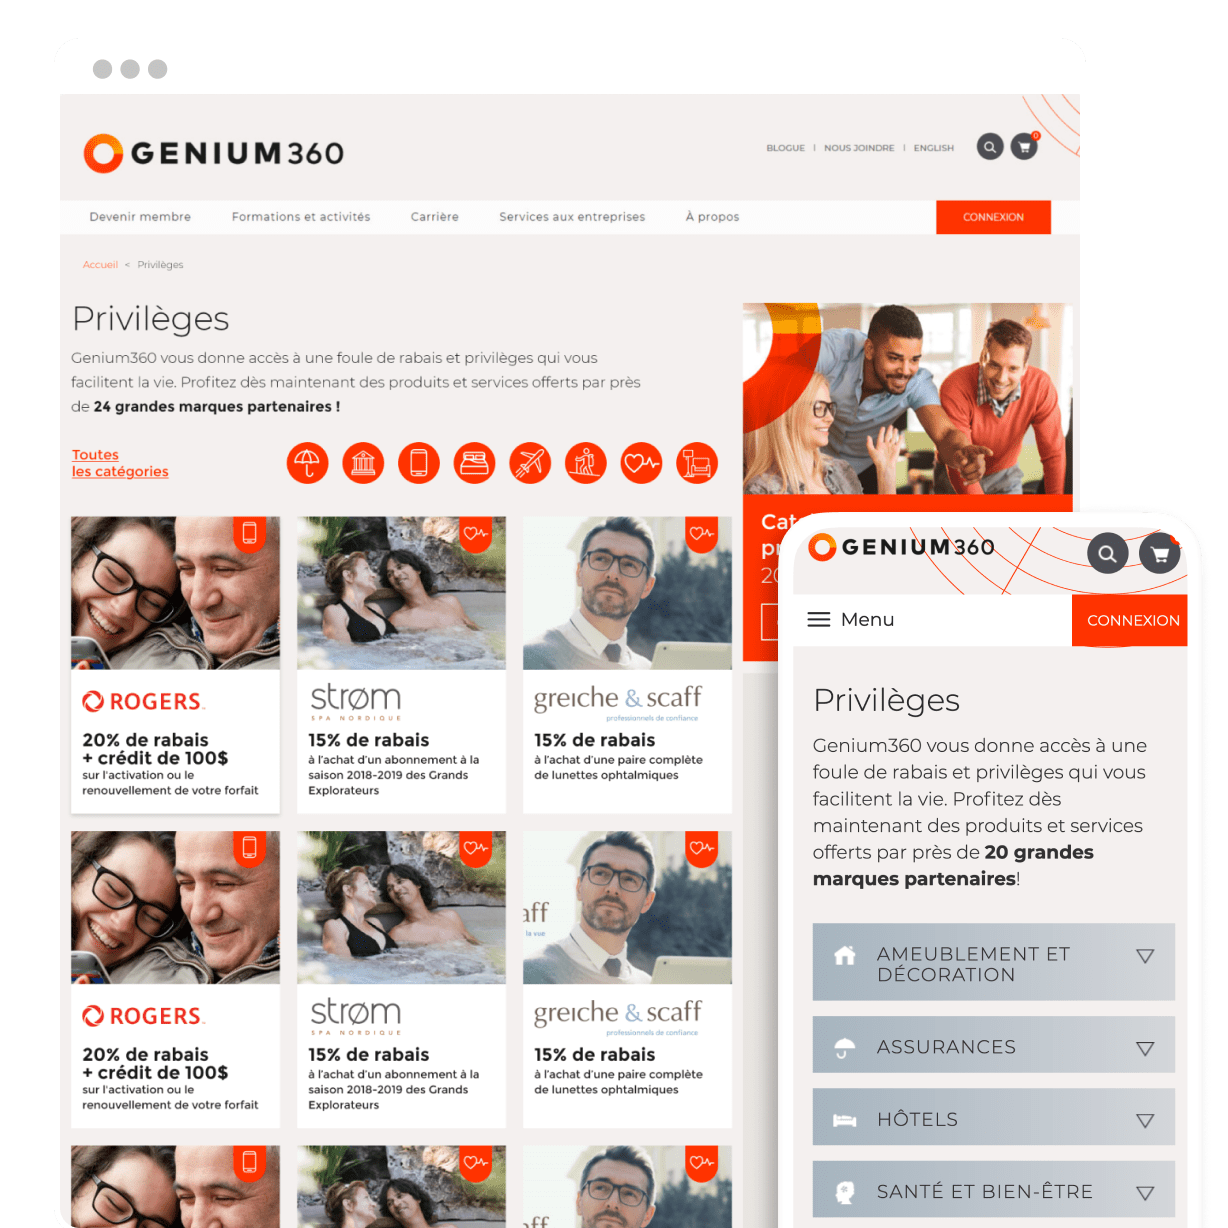 GENIUM360
BLOGUE | NOUS JOINDRE | ENGLISH
0
Devenir membre Formations et activités Carrière Services aux entreprises À propos CONNEXION
Accueil < Privilèges
Privilèges
Genium360 vous donne accès à une foule de rabais et privilèges qui vous
facilitent la vie. Profitez dès maintenant des produits et services offerts par près
de 24 grandes marques partenaires !
Toutes
les catégories
ROGERS
20% de rabais
+ crédit de 100$
sur l'activation ou le
renouvellement de votre forfait
strøm
SPA NORDIQUE
15% de rabais
à l'achat d'un abonnement à la
saison 2018-2019 des Grands
Explorateurs
greiche & scaff
professionnels de confiance
15% de rabais
à l'achat d'une paire complète
de lunettes ophtalmiques
aff
la vue
ROGERS
20% de rabais
+ crédit de 100$
sur l'activation ou le
renouvellement de votre forfait
strøm
SPA NORDIQUE
15% de rabais
à l'achat d'un abonnement à la
saison 2018-2019 des Grands
Explorateurs
greiche & scaff
professionnels de confiance
15% de rabais
à l'achat d'une paire complète
de lunettes ophtalmiques
GENIUM360
Menu
CONNEXION
Privilèges
Genium360 vous donne accès à une
foule de rabais et privilèges qui vous
facilitent la vie. Profitez dès
maintenant des produits et services
offerts par près de 20 grandes
marques partenaires!
AMEUBLEMENT ET
DÉCORATION
ASSURANCES
HÔTELS
SANTÉ ET BIEN-ÊTRE